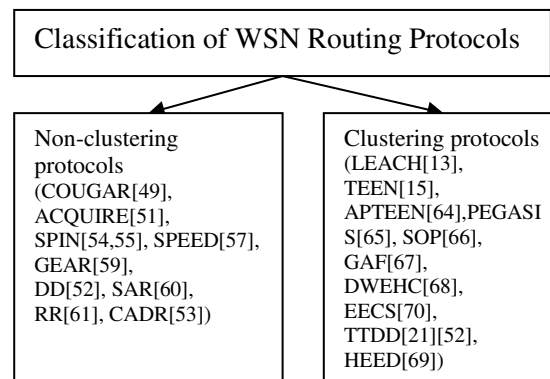 Classification of WSN Routing Protocols
Non-clustering
protocols
(COUGAR[49],
ACQUIRE[51],
SPIN[54,55], SPEED[57],
GEAR[59],
DD[52], SAR[60],
RR[61], CADR[53])
Clustering protocols
(LEACH[13],
TEEN[15],
APTEEN[64],PEGASI
S[65], SOP[66],
GAF[67],
DWEHC[68],
EECS[70],
TTDD[21][52],
HEED[69])